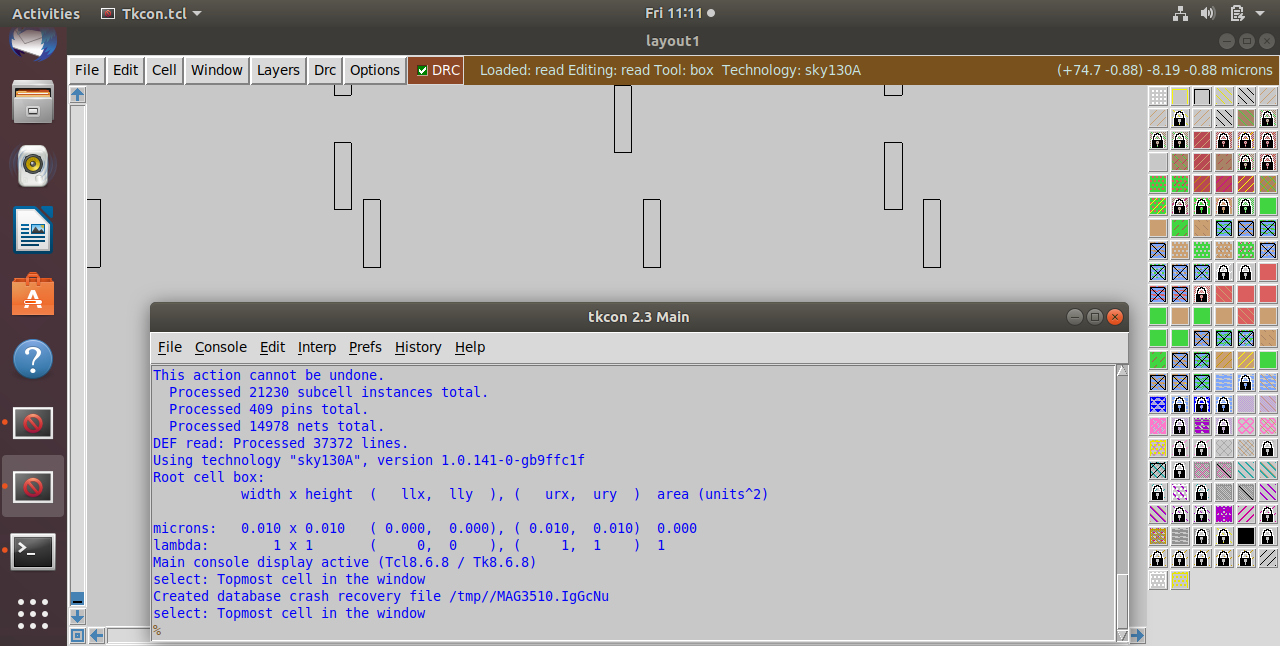 Activities Tkcon.tcl Fri 11:11
layout1
File Edit Cell Window Layers Drc Options DRC Loaded: read Editing: read Tool: box Technology: sky130A (+74.7 -0.88) -8.19 -0.88 microns
tkcon 2.3 Main
File Console Edit Interp Prefs History Help
This action cannot be undone.
Processed 21230 subcell instances total.
Processed 409 pins total.
Processed 14978 nets total.
DEF read: Processed 37372 lines.
Using technology "sky130A", version 1.0.141-0-gb9ffc1f
Root cell box:
width x height ( llx, lly ), ( urx, ury ) area (units^2)
microns: 0.010 x 0.010 ( 0.000, 0.000), ( 0.010, 0.010) 0.000
lambda: 1 x 1 ( 0, 0 ), ( 1, 1 ) 1
Main console display active (Tcl8.6.8 / Tk8.6.8)
select: Topmost cell in the window
Created database crash recovery file /tmp//MAG3510.IgGcNu
select: Topmost cell in the window
%